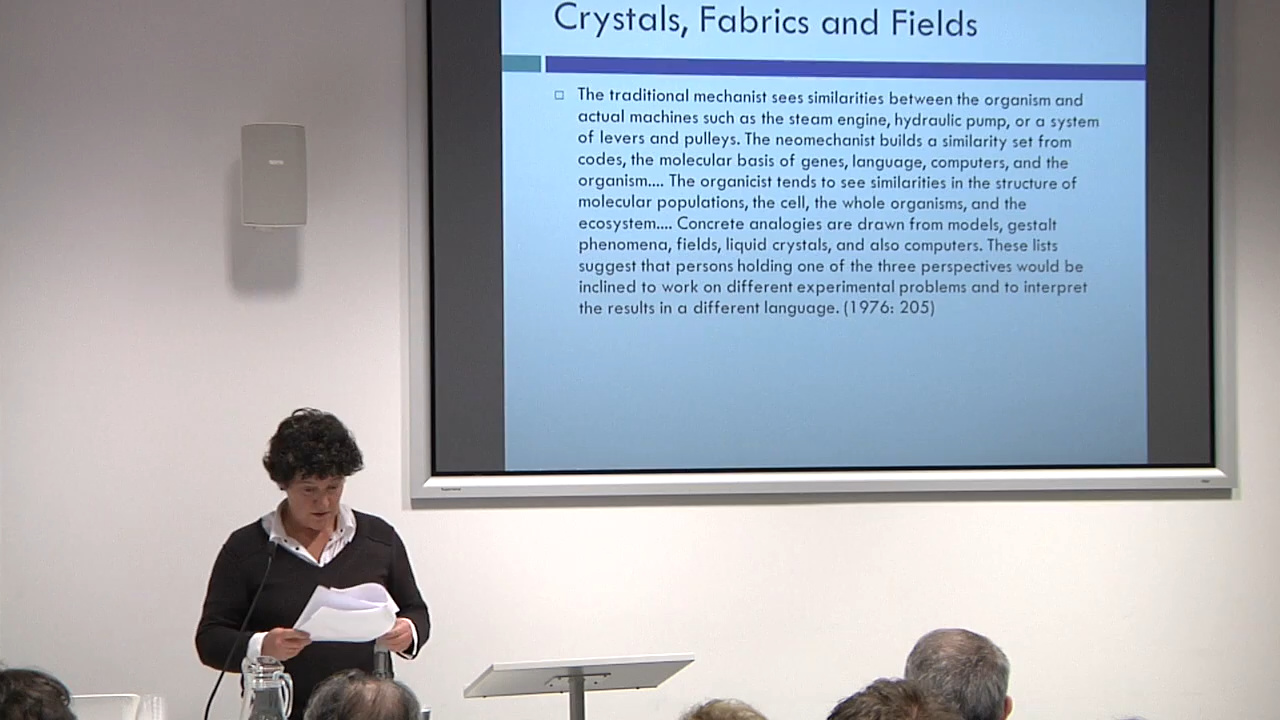 Crystals, Fabrics and Fields
The traditional mechanist sees similarities between the organism and
actual machines such as the steam engine, hydraulic pump, or a system
of levers and pulleys. The neomechanist builds a similarity set from
codes, the molecular basis of genes, language, computers, and the
organism.... The organicist tends to see similarities in the structure of
molecular populations, the cell, the whole organisms, and the
ecosystem.... Concrete analogies are drawn from models, gestalt
phenomena, fields, liquid crystals, and also computers. These lists
suggest that persons holding one of the three perspectives would be
inclined to work on different experimental problems and to interpret
the results in a different language. (1976: 205)